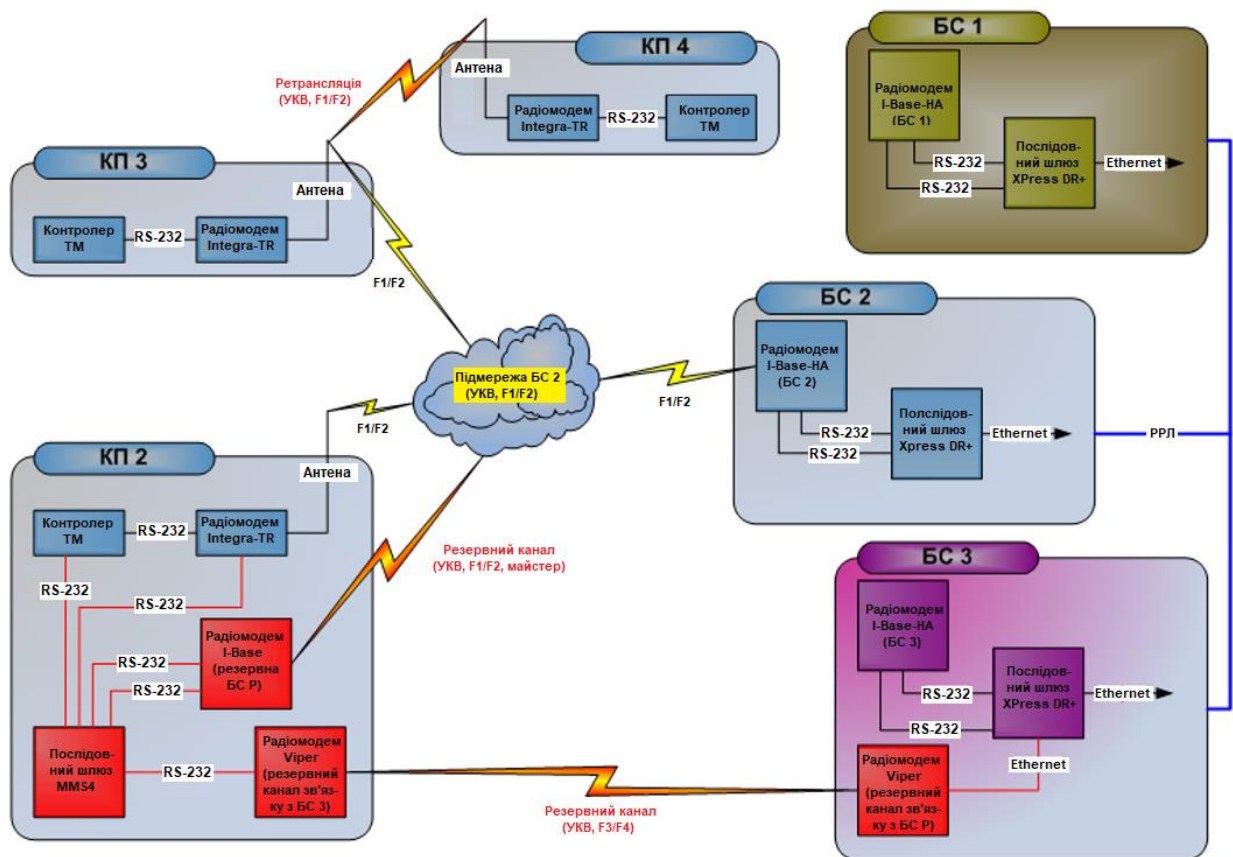 БС 1
КП 4
Антена
Ретрансляція
(УКВ, F1/F2)
Радіомодем
Integra-TR
RS-232
Контролер
ТМ
Радіомодем
I-Base-HA
(БС 1)
RS-232
RS-232
Послідов-
ний шлюз
XPress DR+
Ethernet
КП 3
Антена
Контролер
ТМ
RS-232
Радіомодем
Integra-TR
F1/F2
БС 2
Підмережа БС 2
(УКВ, F1/F2)
F1/F2
Радіомодем
I-Base-HA
(БС 2)
RS-232
RS-232
Полслідов-
ний шлюз
Xpress DR+
Ethernet
РРЛ
F1/F2
КП 2
Антена
Контролер
ТМ
RS-232
Радіомодем
Integra-TR
RS-232
RS-232
Резервний канал
(УКВ, F1/F2, майстер)
Радіомодем
I-Base
(резервна
БС Р)
RS-232
RS-232
Послідов-
ний шлюз
MMS4
RS-232
Радіомодем
Viper
(резервний
канал зв'яз-
ку з БС 3)
Резервний канал
(УКВ, F3/F4)
БС 3
Радіомодем
I-Base-HA
(БС 3)
RS-232
RS-232
Послідов-
ний шлюз
XPress DR+
Ethernet
Ethernet
Радіомодем
Viper
(резервний
канал зв'яз-
ку з БС Р)